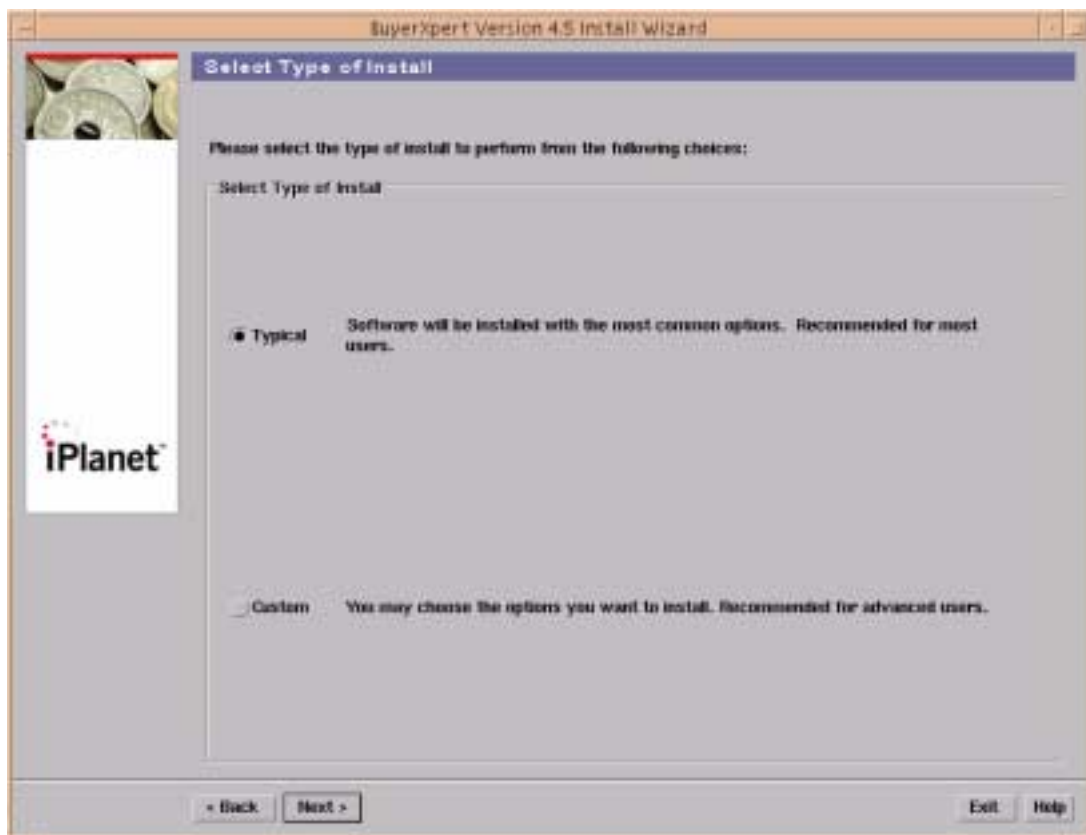 BuyerXpert Version 4.5 Install Wizard
Select Type of Install
Please select the type of install to perform from the following choices:
Select Type of Install
Typical
Software will be installed with the most common options. Recommended for most
users.
iPlanet
Custom
You may choose the options you want to install. Recommended for advanced users.
< Back
Next >
Exit
Help